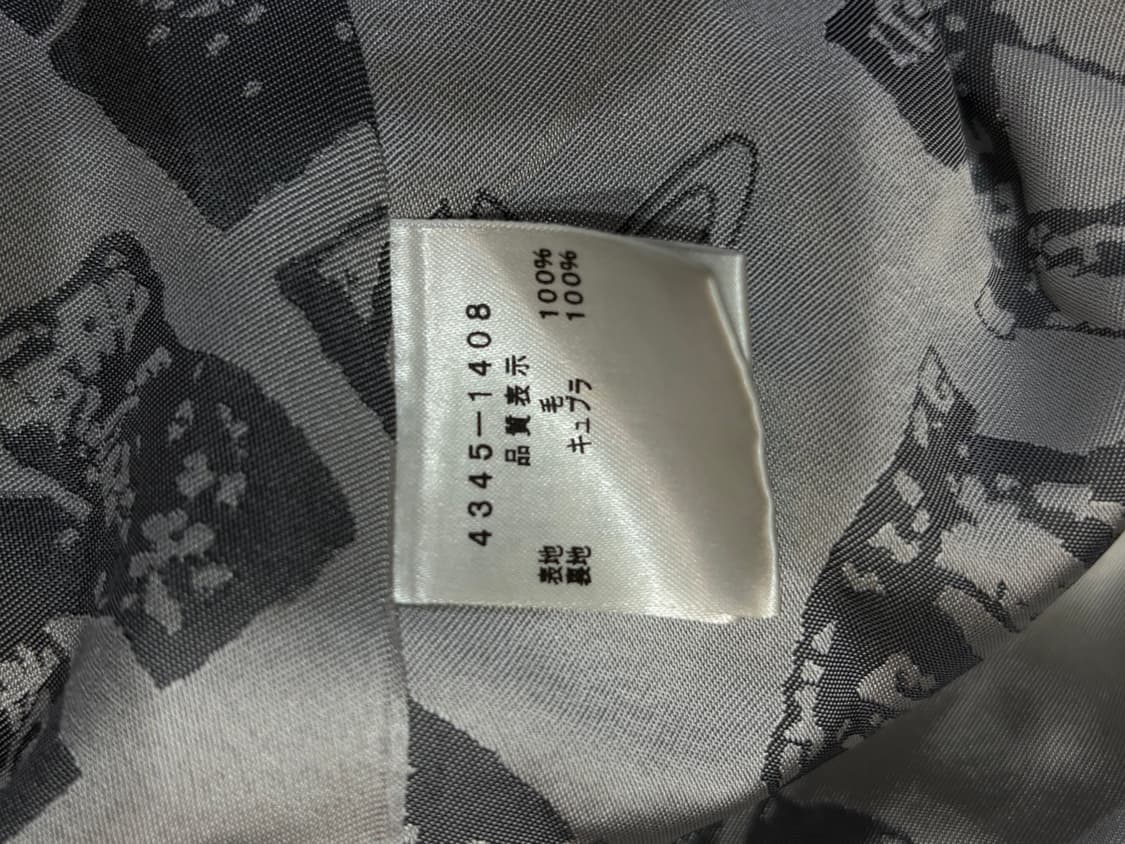 4345-1408
品質表示
表地 毛 100%
裏地 キュプラ 100%